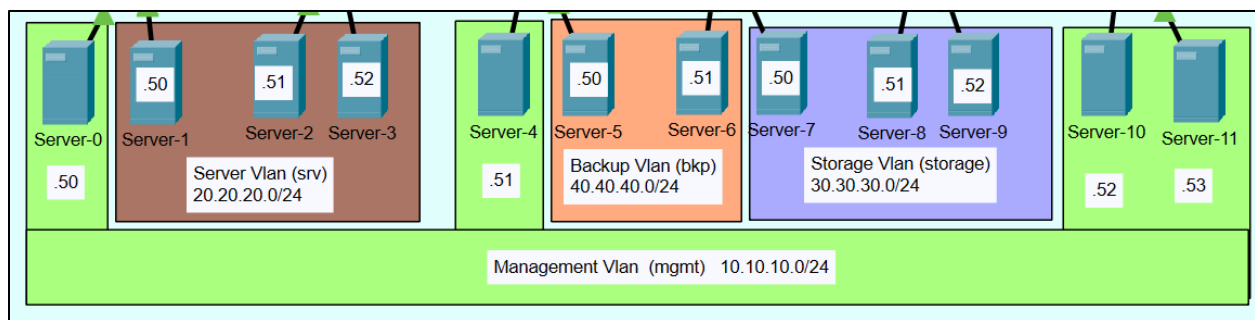 .50
.51
.52
.50
.51
.50
.51
.52
Server-0
Server-1
Server-2
Server-3
Server-4
Server-5
Server-6
Server-7
Server-8
Server-9
Server-10
Server-11
.50
Server Vlan (srv)
20.20.20.0/24
.51
Backup Vlan (bkp)
40.40.40.0/24
Storage Vlan (storage)
30.30.30.0/24
.52
.53
Management Vlan (mgmt) 10.10.10.0/24